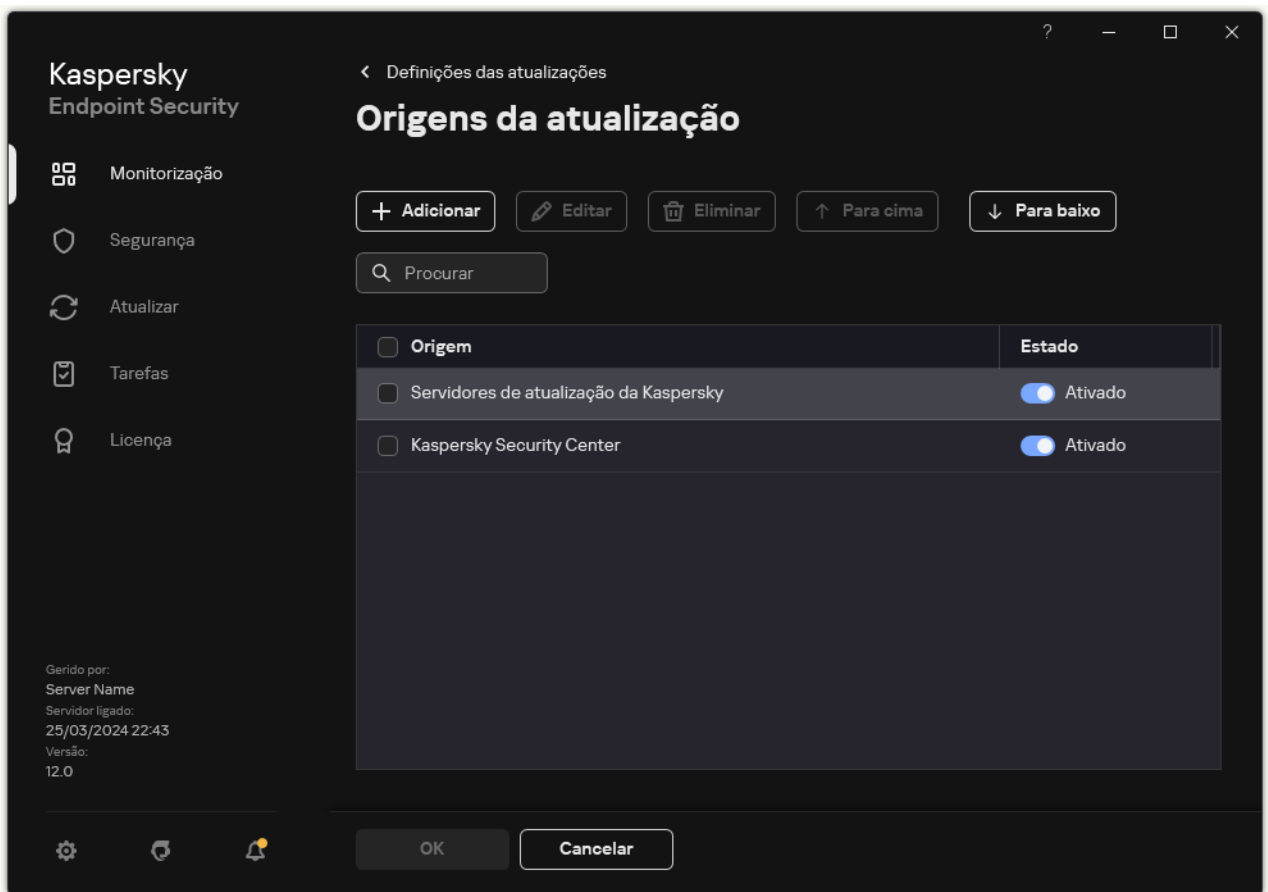 ?
Kaspersky
Endpoint Security
Monitorização
Segurança
Atualizar
Tarefas
Licença
Gerido por:
Server Name
Servidor ligado:
25/03/2024 22:43
Versão:
12.0
Definições das atualizações
Origens da atualização
Adicionar Editar Eliminar Para cima Para baixo
Procurar
Origem Estado
Servidores de atualização da Kaspersky Ativado
Kaspersky Security Center Ativado
OK Cancelar